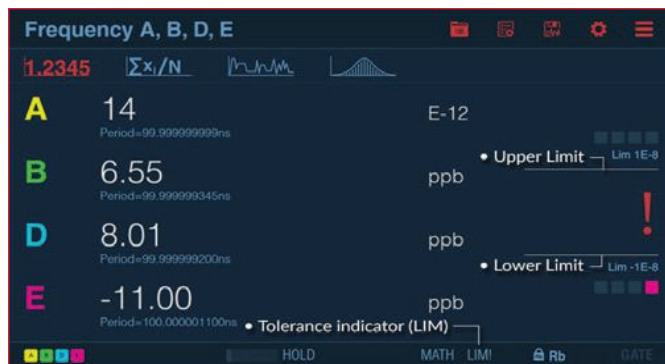 Frequency A, B, D, E
1.2345 ∑xᵢ/N
A 14 E-12
Period=99.999999999ns
• Upper Limit Lim 1E-8
B 6.55 ppb
Period=99.999999345ns
!
D 8.01 ppb
Period=99.999999200ns
• Lower Limit Lim -1E-8
E -11.00 ppb
Period=100.000001100ns
• Tolerance indicator (LIM)
A B D E HOLD MATH LIM! Rb GATE